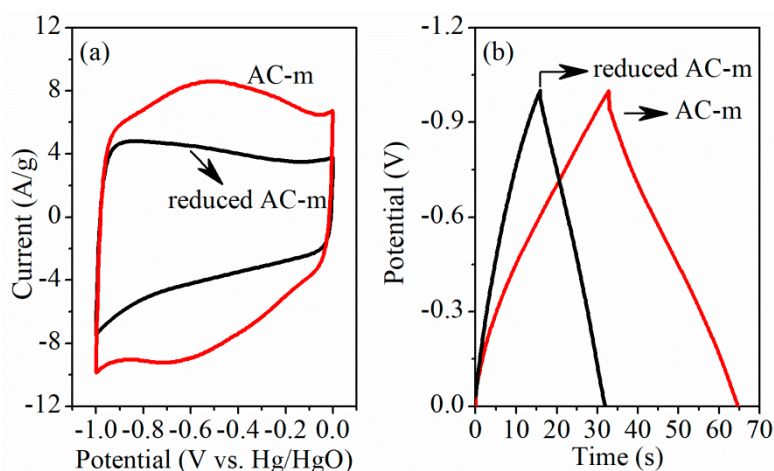 (a)
AC-m
reduced AC-m
12
8
4
0
-4
-8
-12
Current (A/g)
-1.0 -0.8 -0.6 -0.4 -0.2 0.0
Potential (V vs. Hg/HgO)
(b)
reduced AC-m
AC-m
-1.2
-0.9
-0.6
-0.3
0.0
Potential (V)
0 10 20 30 40 50 60 70
Time (s)